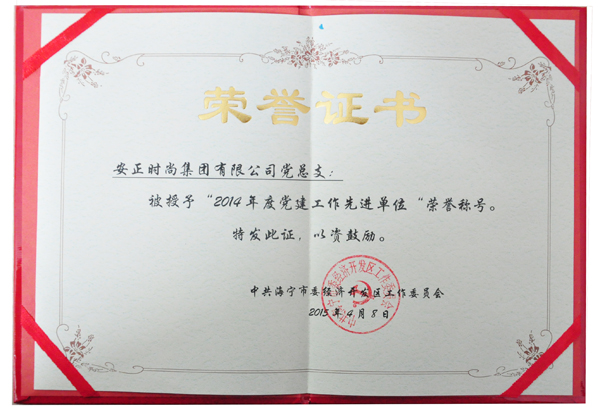 荣誉证书
安正时尚集团有限公司党总支:
被授予“2014年度党建工作先进单位“荣誉称号。
特发此证,以资鼓励。
中共海宁市委经济开发区工作委员会
2015年4月8日